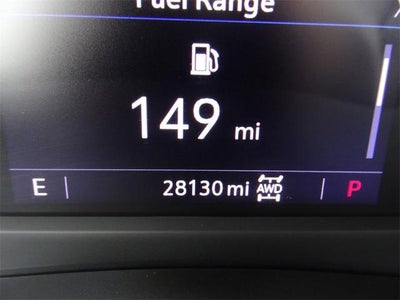 Fuel Range
149 mi
E 28130 mi AWD P